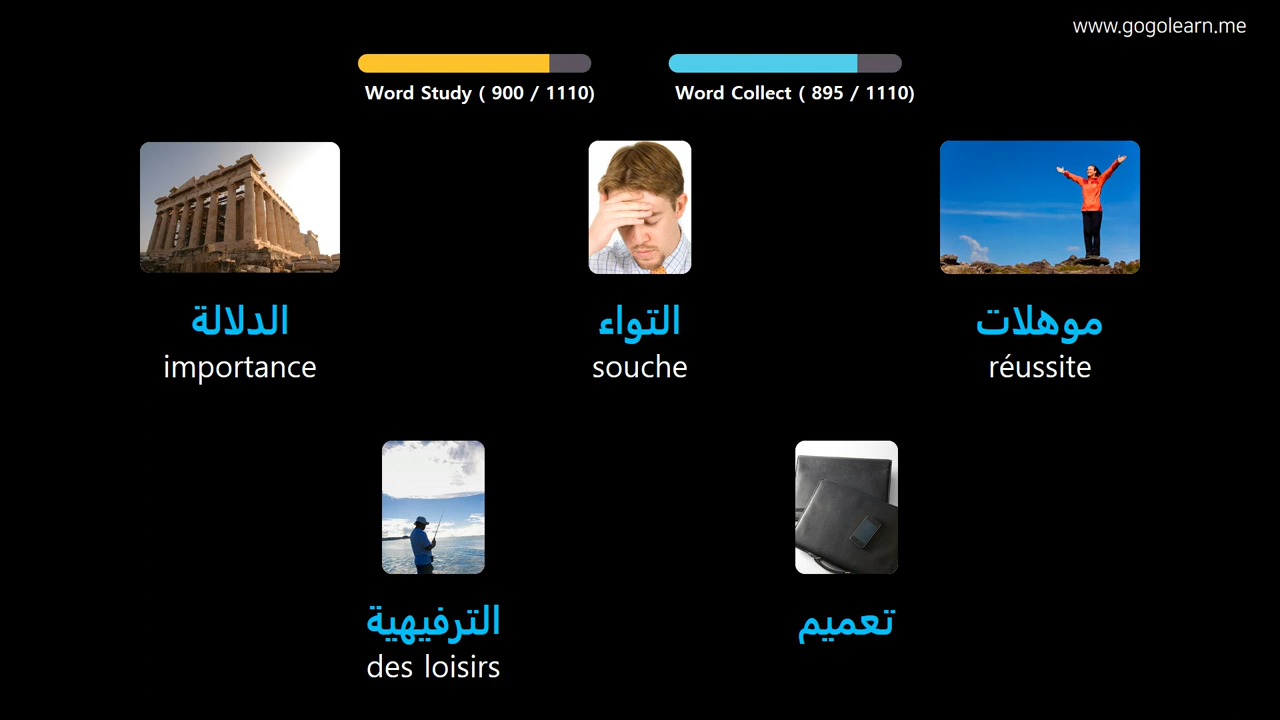 www.gogolearn.me
Word Study ( 900 / 1110)
Word Collect ( 895 / 1110)
الدلالة
importance
التواء
souche
موهلات
réussite
الترفيهية
des loisirs
تعميم